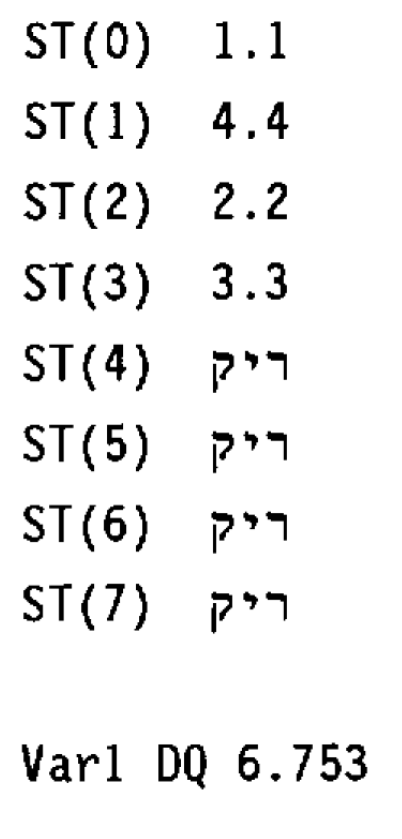 ST(0) 1.1
ST(1) 4.4
ST(2) 2.2
ST(3) 3.3
ST(4) ריק
ST(5) ריק
ST(6) ריק
ST(7) ריק
Var1 DQ 6.753